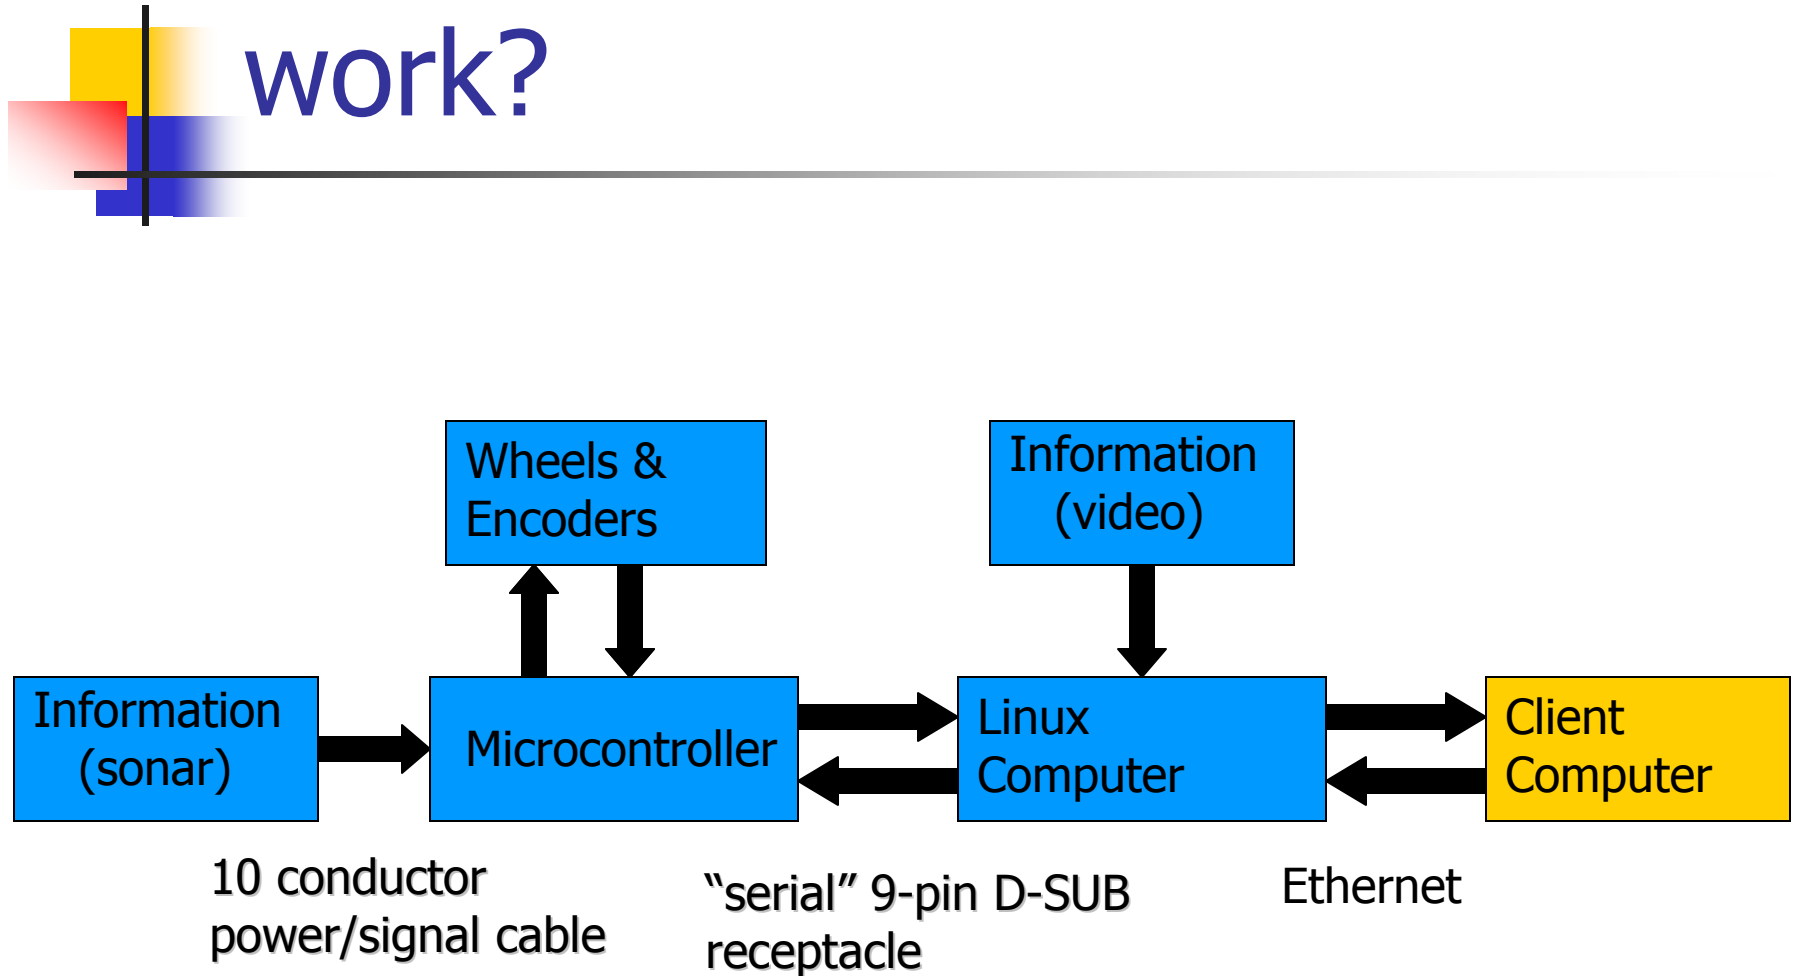 work?
Wheels &
Encoders
Information
(video)
Information
(sonar)
Microcontroller
Linux
Computer
Client
Computer
10 conductor
power/signal cable
“serial” 9-pin D-SUB
receptacle
Ethernet